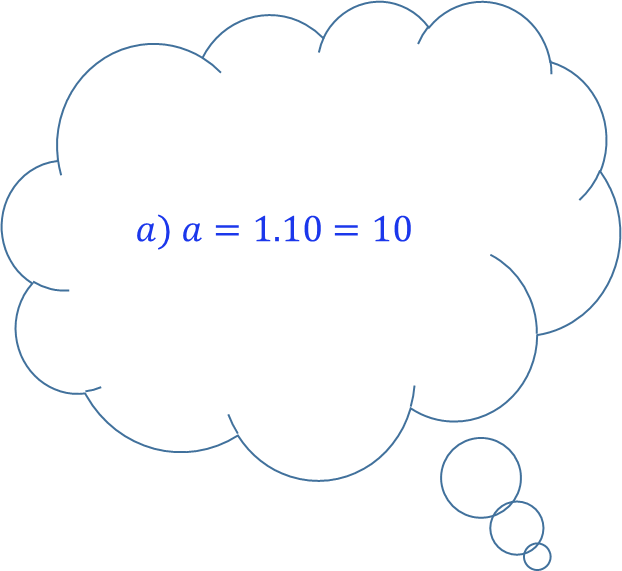 a) a = 1.10 = 10